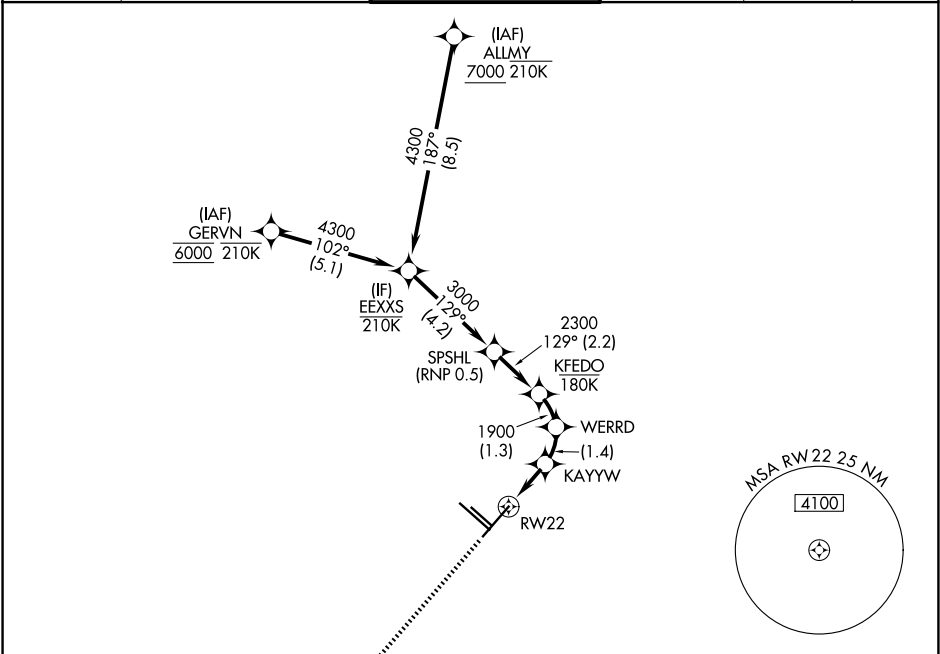 (IAF)
ALLMY
7000 210K
4300
187°
(8.5)
(IAF)
GERVN
6000 210K
4300
102°
(5.1)
(IF)
EEXXS
210K
3000
129°
(4.2)
SPSHL
(RNP 0.5)
2300
129° (2.2)
KFEDO
180K
1900
(1.3)
WERRD
(1.4)
KAYYW
RW22
MSA RW22 25 NM
4100